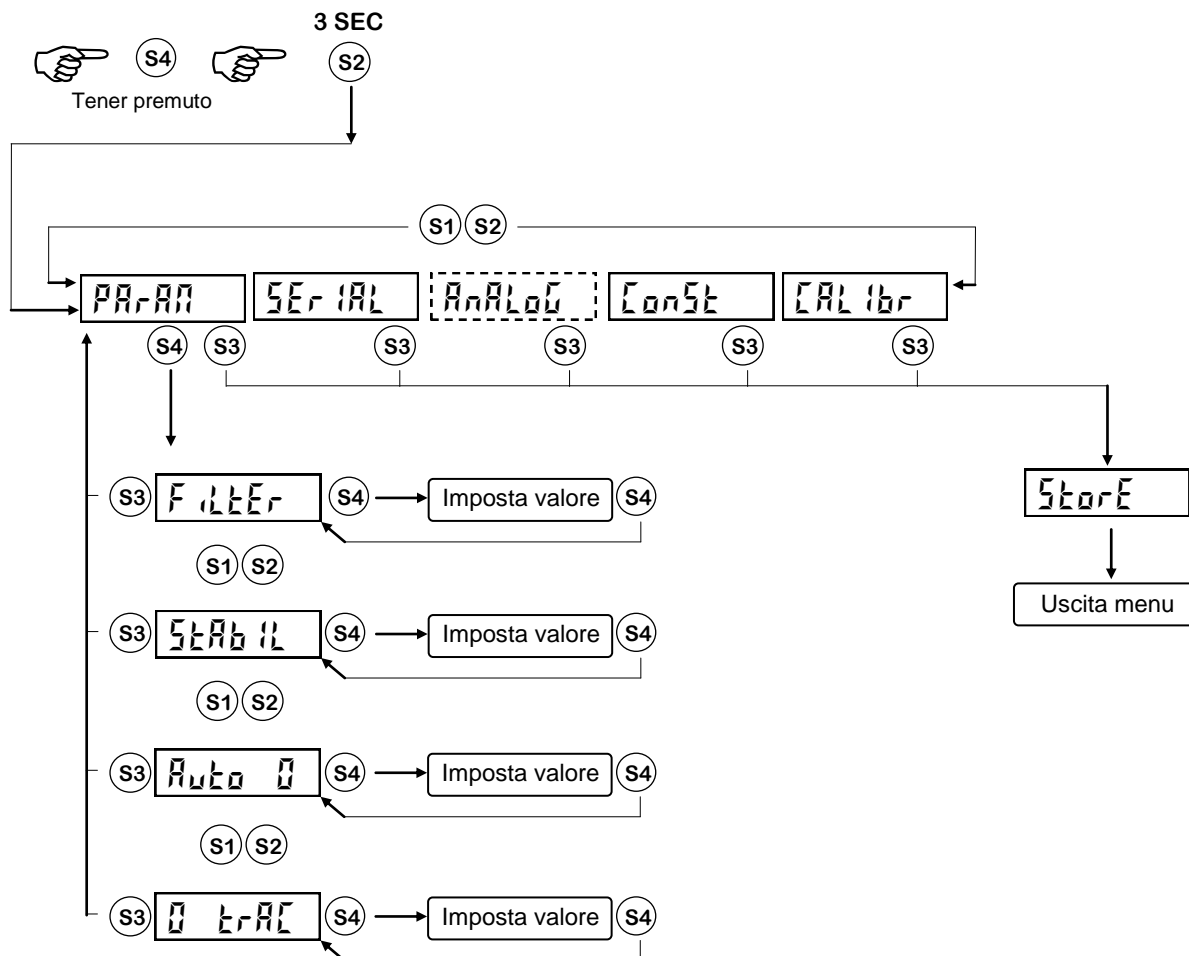 3 SEC
S4 S2
Tener premuto
S1 S2
PArAM SErIAL AnALoG ConSt CALIbr
S4 S3 S3 S3 S3 S3
S3 FiLtEr S4 Imposta valore S4
StorE
S1 S2
Uscita menu
S3 StAbIL S4 Imposta valore S4
S1 S2
S3 Auto 0 S4 Imposta valore S4
S1 S2
S3 0 trAC S4 Imposta valore S4